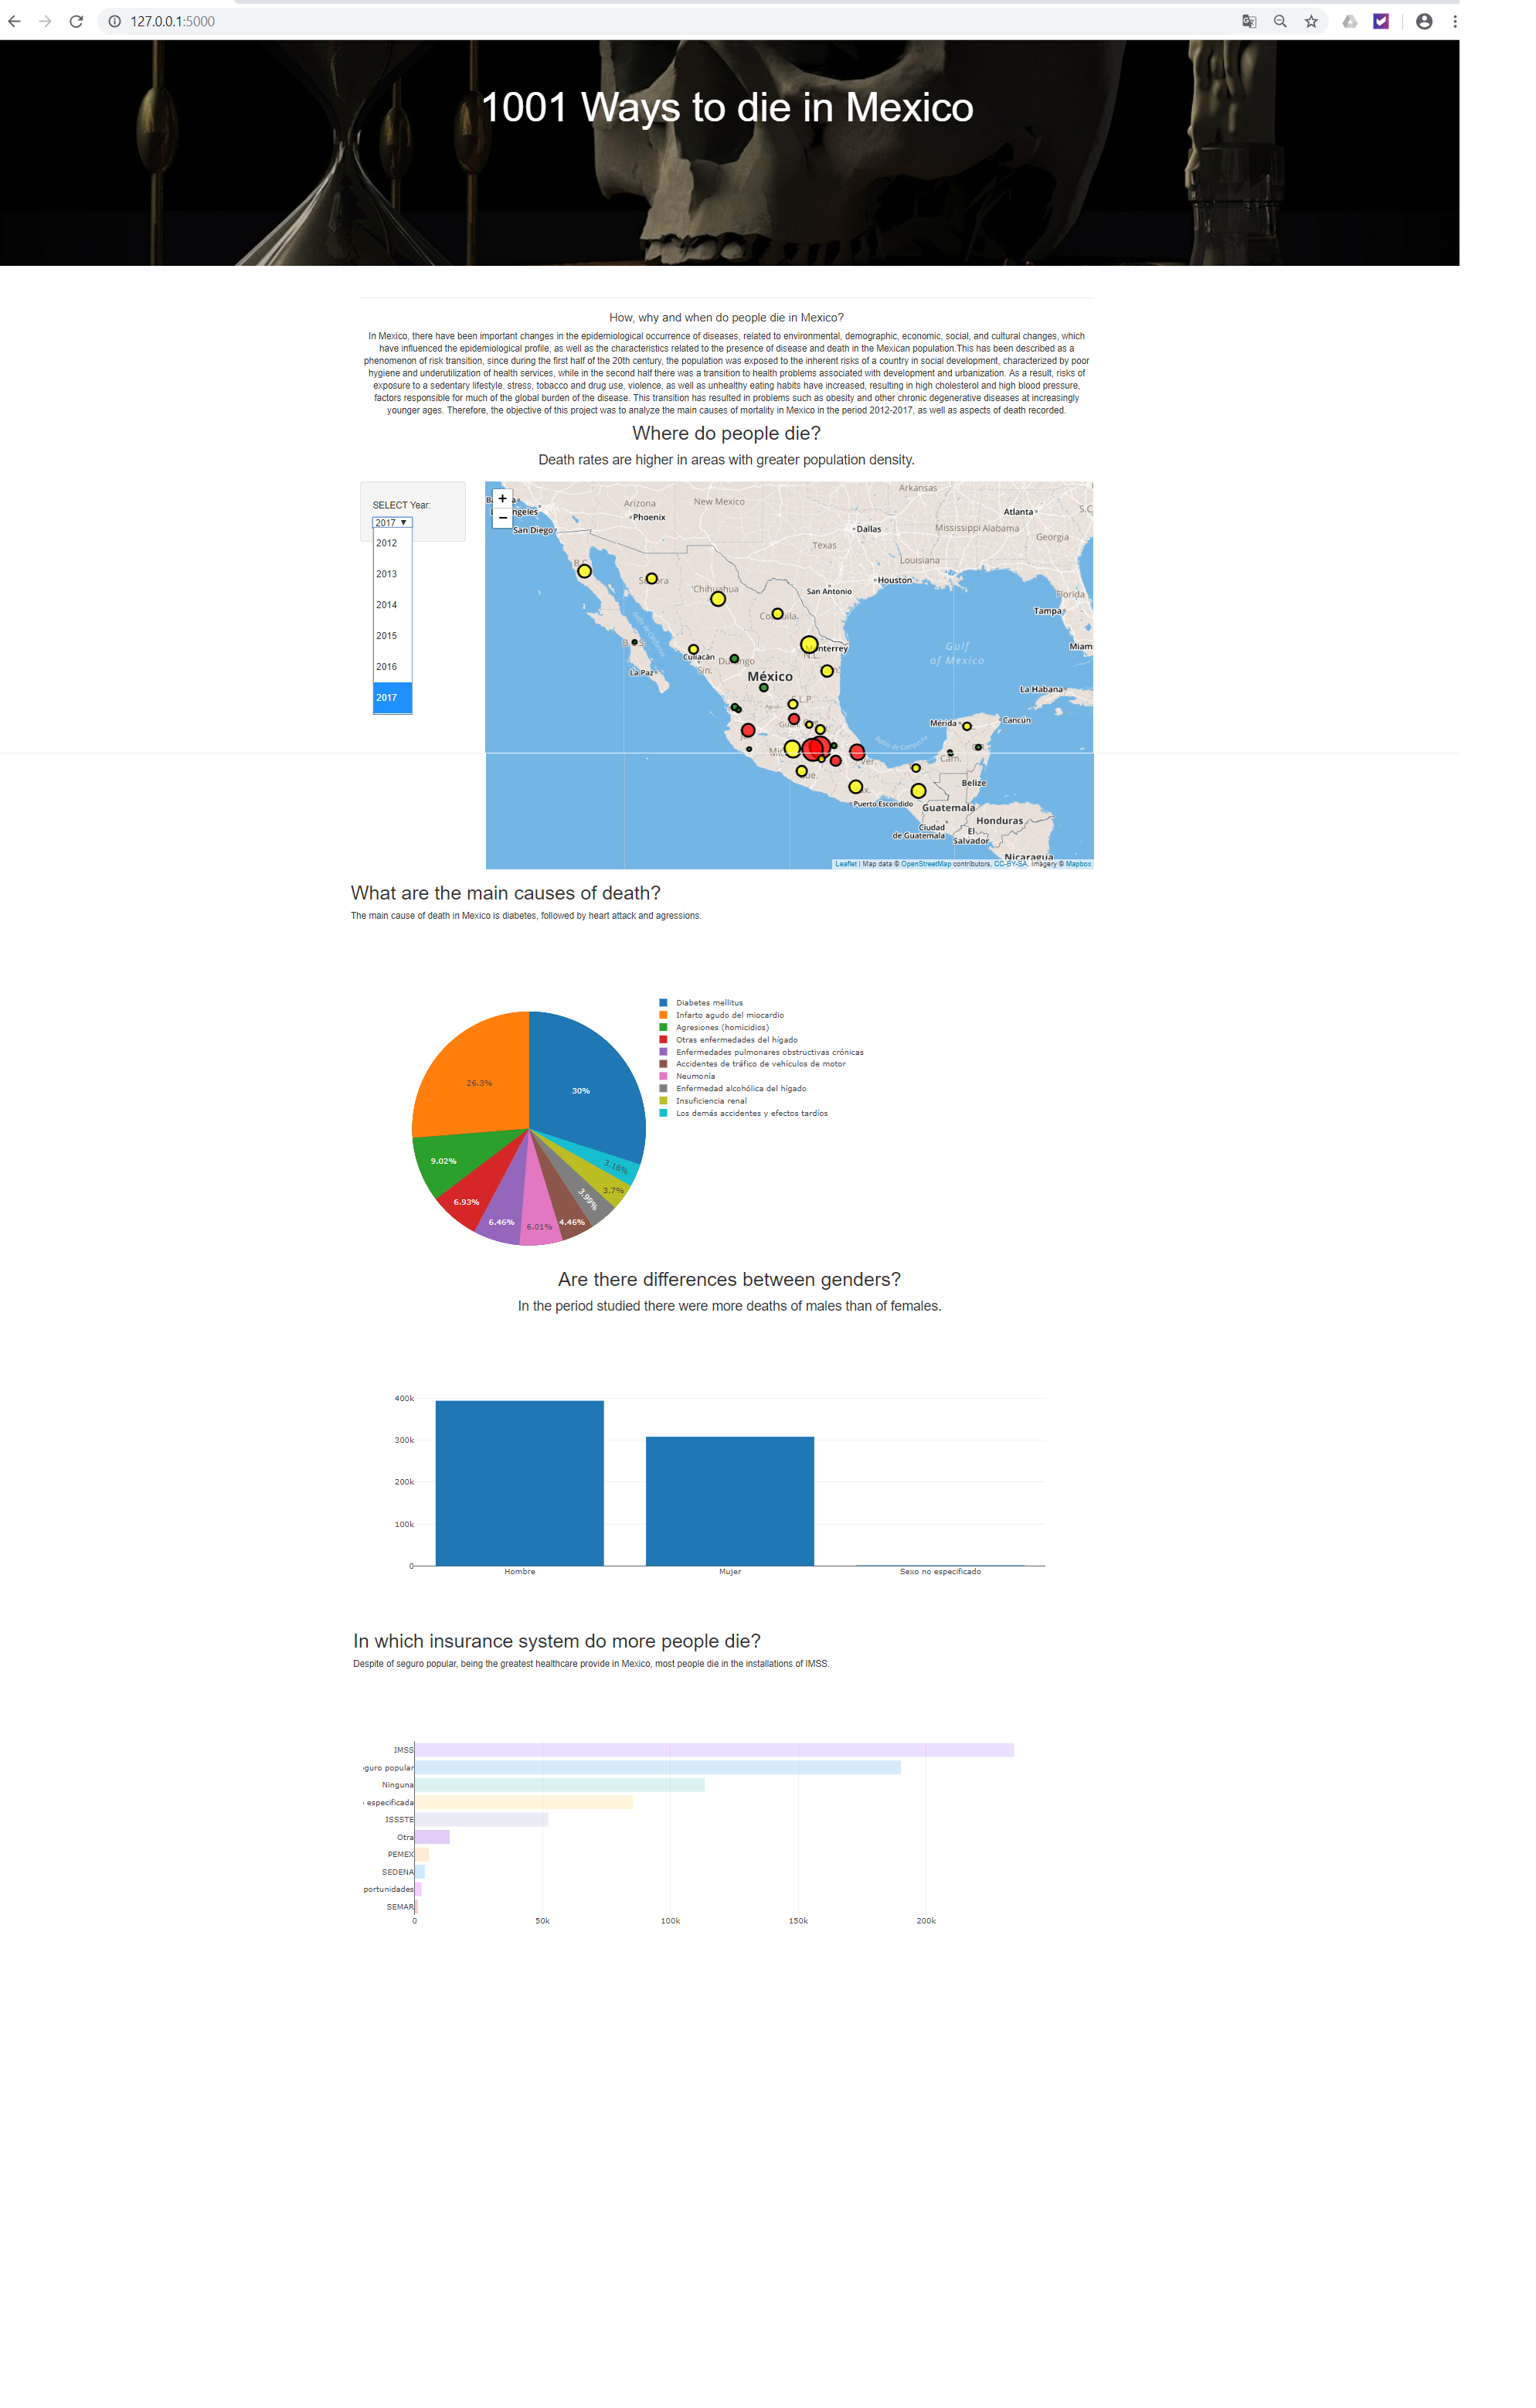 127.0.0.1:5000
1001 Ways to die in Mexico
How, why and when do people die in Mexico?
In Mexico, there have been important changes in the epidemiological occurrence of diseases, related to environmental, demographic, economic, social, and cultural changes, which
have influenced the epidemiological profile, as well as the characteristics related to the presence of disease and death in the Mexican population.This has been described as a
phenomenon of risk transition, since during the first half of the 20th century, the population was exposed to the inherent risks of a country in social development, characterized by poor
hygiene and underutilization of health services, while in the second half there was a transition to health problems associated with development and urbanization. As a result, risks of
exposure to a sedentary lifestyle, stress, tobacco and drug use, violence, as well as unhealthy eating habits have increased, resulting in high cholesterol and high blood pressure,
factors responsible for much of the global burden of the disease. This transition has resulted in problems such as obesity and other chronic degenerative diseases at increasingly
younger ages. Therefore, the objective of this project was to analyze the main causes of mortality in Mexico in the period 2012-2017, as well as aspects of death recorded.
Where do people die?
Death rates are higher in areas with greater population density.
SELECT Year:
2017
2012
2013
2014
2015
2016
2017
+
−
San Diego
Arizona
Phoenix
New Mexico
Arkansas
Dallas
Texas
Mississippi
Alabama
Atlanta
Georgia
S.C
Louisiana
Houston
San Antonio
Florida
Tampa
Miam
Chihuahua
Culiacán
Sin.
La Paz
México
S.L.P.
Gulf
of Mexico
La Habana
Mérida
Cancún
Bahía de Campeche
Cam.
Ver.
Belize
Puerto Escondido
Guatemala
Honduras
Ciudad
de Guatemala
El
Salvador
Nicaragua
Leaflet | Map data © OpenStreetMap contributors, CC-BY-SA, Imagery © Mapbox
What are the main causes of death?
The main cause of death in Mexico is diabetes, followed by heart attack and agressions.
Diabetes mellitus
Infarto agudo del miocardio
Agresiones (homicidios)
Otras enfermedades del hígado
Enfermedades pulmonares obstructivas crónicas
Accidentes de tráfico de vehículos de motor
Neumonía
Enfermedad alcohólica del hígado
Insuficiencia renal
Los demás accidentes y efectos tardíos
26.3%
30%
9.02%
6.93%
6.46%
6.01%
4.46%
3.99%
3.7%
3.18%
Are there differences between genders?
In the period studied there were more deaths of males than of females.
400k
300k
200k
100k
0
Hombre
Mujer
Sexo no especificado
In which insurance system do more people die?
Despite of seguro popular, being the greatest healthcare provide in Mexico, most people die in the installations of IMSS.
IMSS
guro popular
Ninguna
especificada
ISSSTE
Otra
PEMEX
SEDENA
portunidades
SEMAR
0
50k
100k
150k
200k